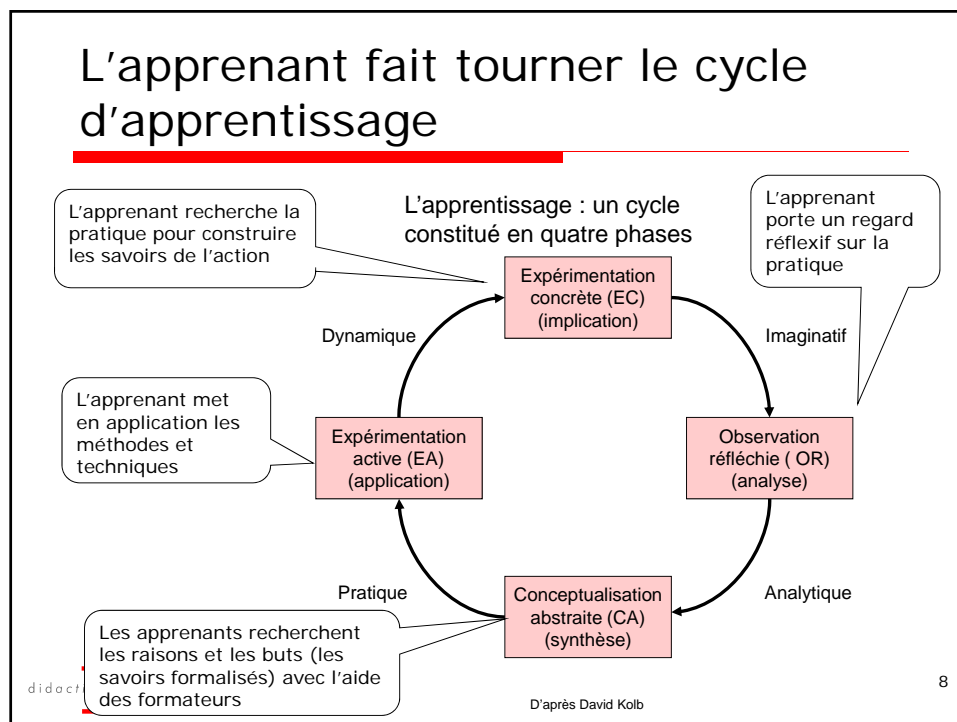 L'apprenant fait tourner le cycle
d'apprentissage
L'apprenant recherche la
pratique pour construire
les savoirs de l'action
L'apprentissage : un cycle
constitué en quatre phases
L'apprenant
porte un regard
réflexif sur la
pratique
Expérimentation
concrète (EC)
(implication)
Dynamique
Imaginatif
L'apprenant met
en application les
méthodes et
techniques
Expérimentation
active (EA)
(application)
Observation
réfléchie ( OR)
(analyse)
Pratique
Analytique
Conceptualisation
abstraite (CA)
(synthèse)
Les apprenants recherchent
les raisons et les buts (les
savoirs formalisés) avec l'aide
des formateurs
D'après David Kolb
8